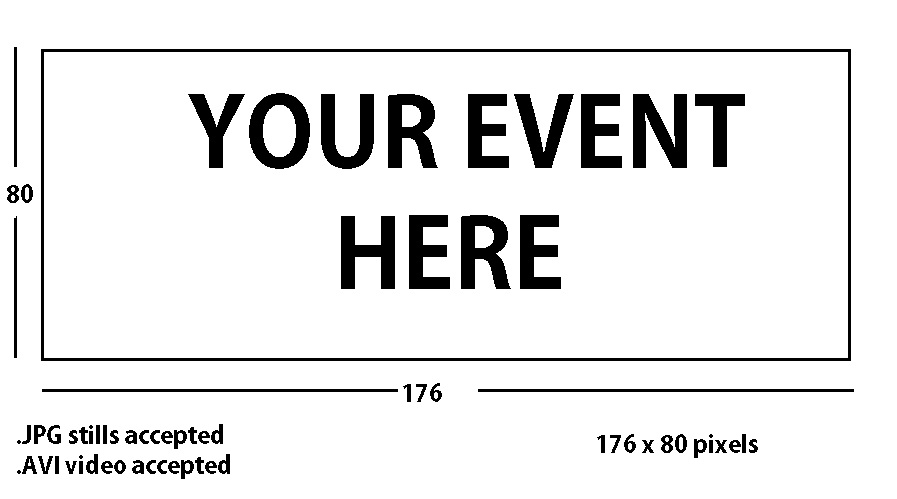 YOUR EVENT
HERE
80
176
.JPG stills accepted
.AVI video accepted
176 x 80 pixels